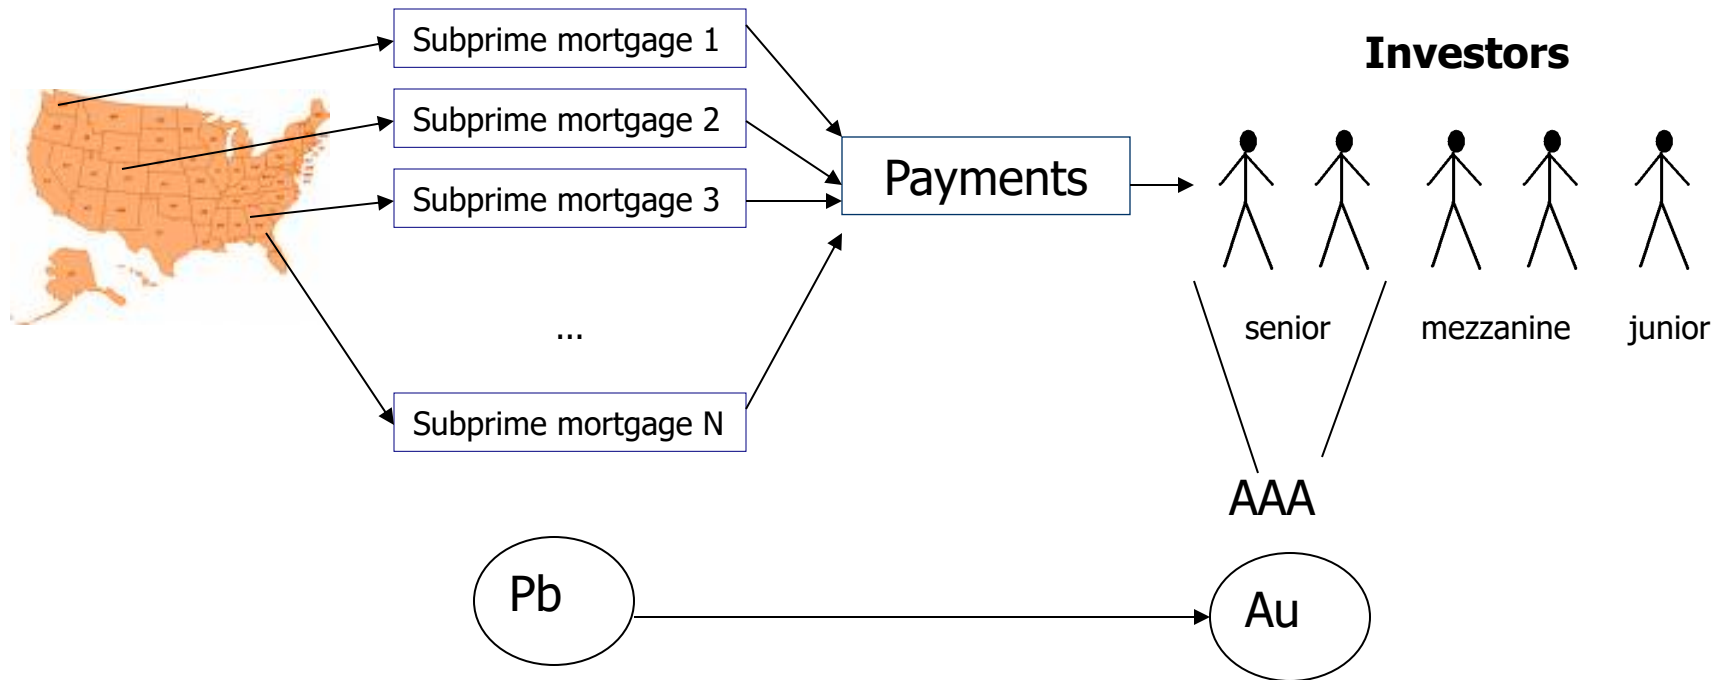 Subprime mortgage 1
Investors
Subprime mortgage 2
Subprime mortgage 3
Payments
...
senior
mezzanine
junior
Subprime mortgage N
AAA
Pb
Au